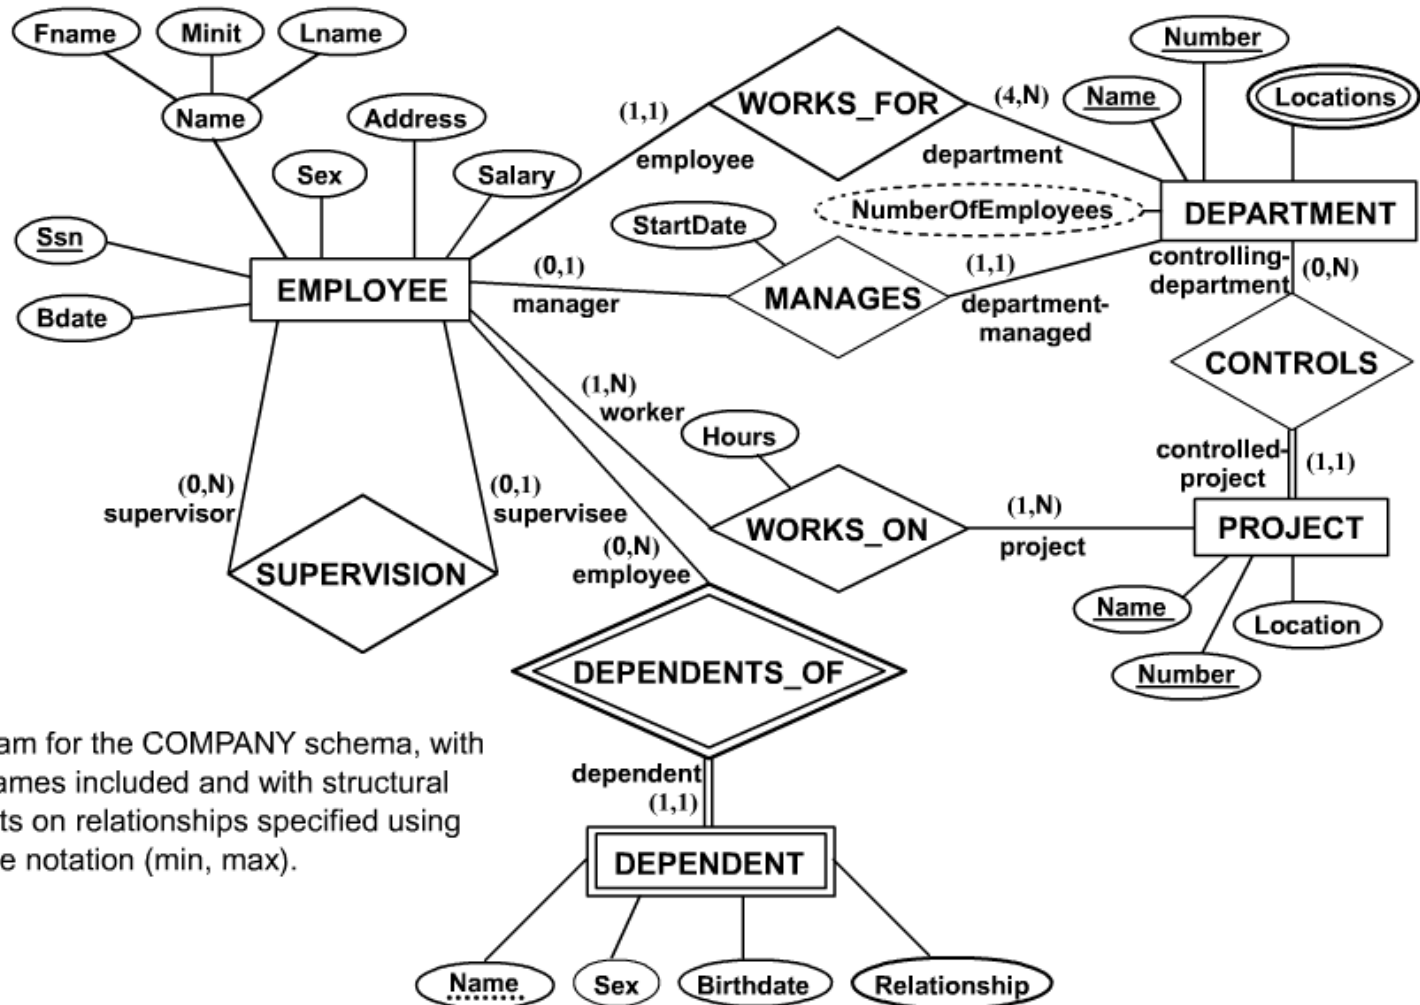 Fname
Minit
Lname
Number
Name
Locations
Name
Address
Sex
Salary
Ssn
Bdate
EMPLOYEE
(1,1)
employee
WORKS_FOR
(4,N)
department
NumberOfEmployees
DEPARTMENT
StartDate
(0,1)
manager
MANAGES
(1,1)
department-
managed
controlling-
department
(0,N)
CONTROLS
controlled-
project
(1,1)
(1,N)
worker
Hours
WORKS_ON
(1,N)
project
PROJECT
Name
Number
Location
(0,N)
supervisor
(0,1)
supervisee
SUPERVISION
(0,N)
employee
DEPENDENTS_OF
dependent
(1,1)
DEPENDENT
Name
Sex
Birthdate
Relationship
am for the COMPANY schema, with
ames included and with structural
ts on relationships specified using
e notation (min, max).